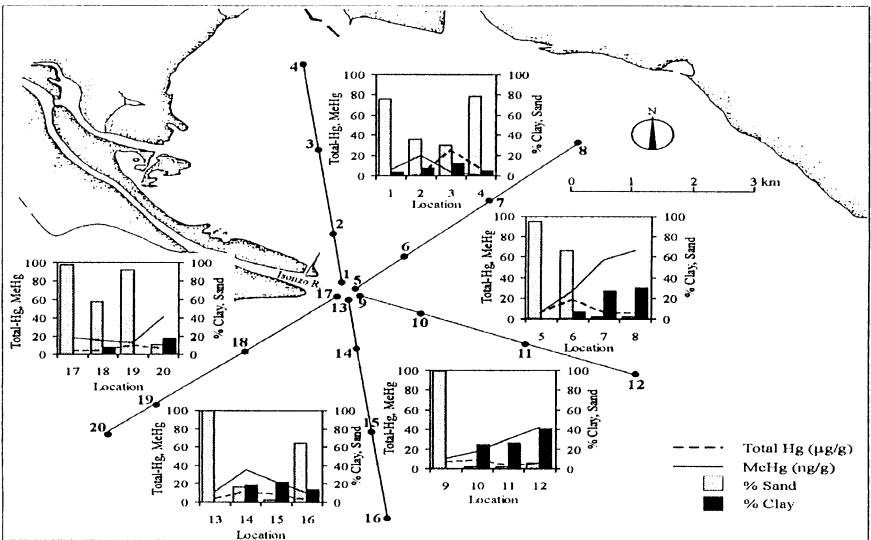 4
100
80
60
40
20
0
Total-Hg, MeHg
100
80
60
40
20
0
% Clay, Sand
1 2 3 4
Location
N
0 1 2 3 km
3
8
7
2
6
Isonzo R
1
5
17
9
13
10
18
14
11
12
19
20
15
16
100
80
60
40
20
0
Total-Hg, MeHg
100
80
60
40
20
0
% Clay, Sand
5 6 7 8
Location
100
80
60
40
20
0
Total-Hg, MeHg
100
80
60
40
20
0
% Clay, Sand
17 18 19 20
Location
100
80
60
40
20
0
Total-Hg, MeHg
100
80
60
40
20
0
% Clay, Sand
9 10 11 12
Location
100
80
60
40
20
0
Total-Hg, MeHg
100
80
60
40
20
0
% Clay, Sand
13 14 15 16
Location
Total Hg (µg/g)
MeHg (ng/g)
% Sand
% Clay